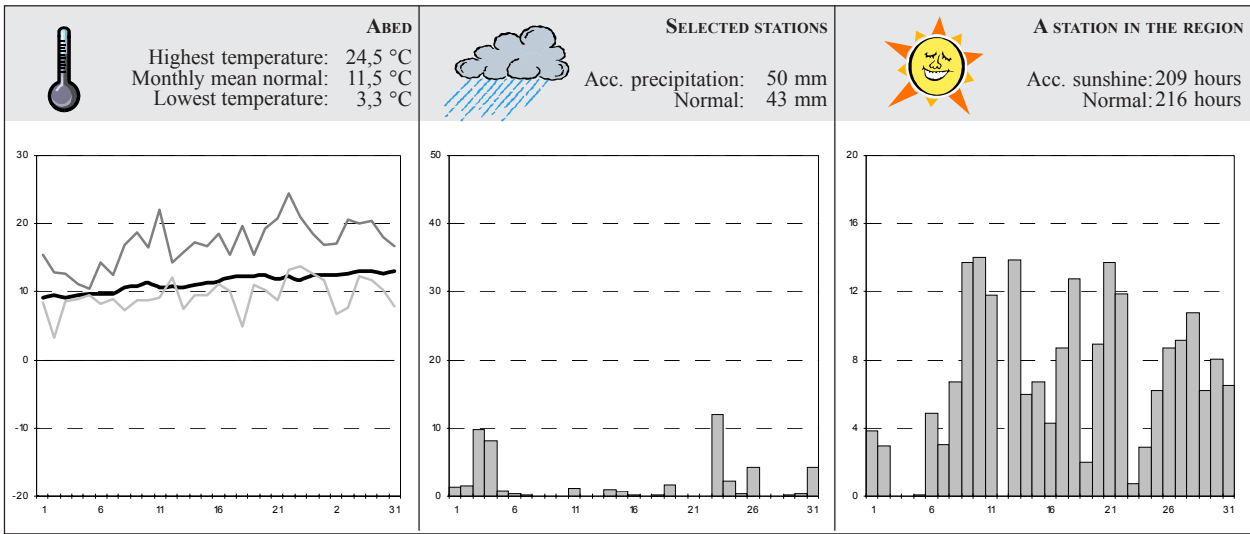 ABED
Highest temperature: 24,5 °C
Monthly mean normal: 11,5 °C
Lowest temperature: 3,3 °C
30
20
10
0
-10
-20
1 6 11 16 21 2 31
SELECTED STATIONS
Acc. precipitation: 50 mm
Normal: 43 mm
50
40
30
20
10
0
1 6 11 16 21 26 31
A STATION IN THE REGION
Acc. sunshine: 209 hours
Normal: 216 hours
20
16
12
8
4
0
1 6 11 16 21 26 31